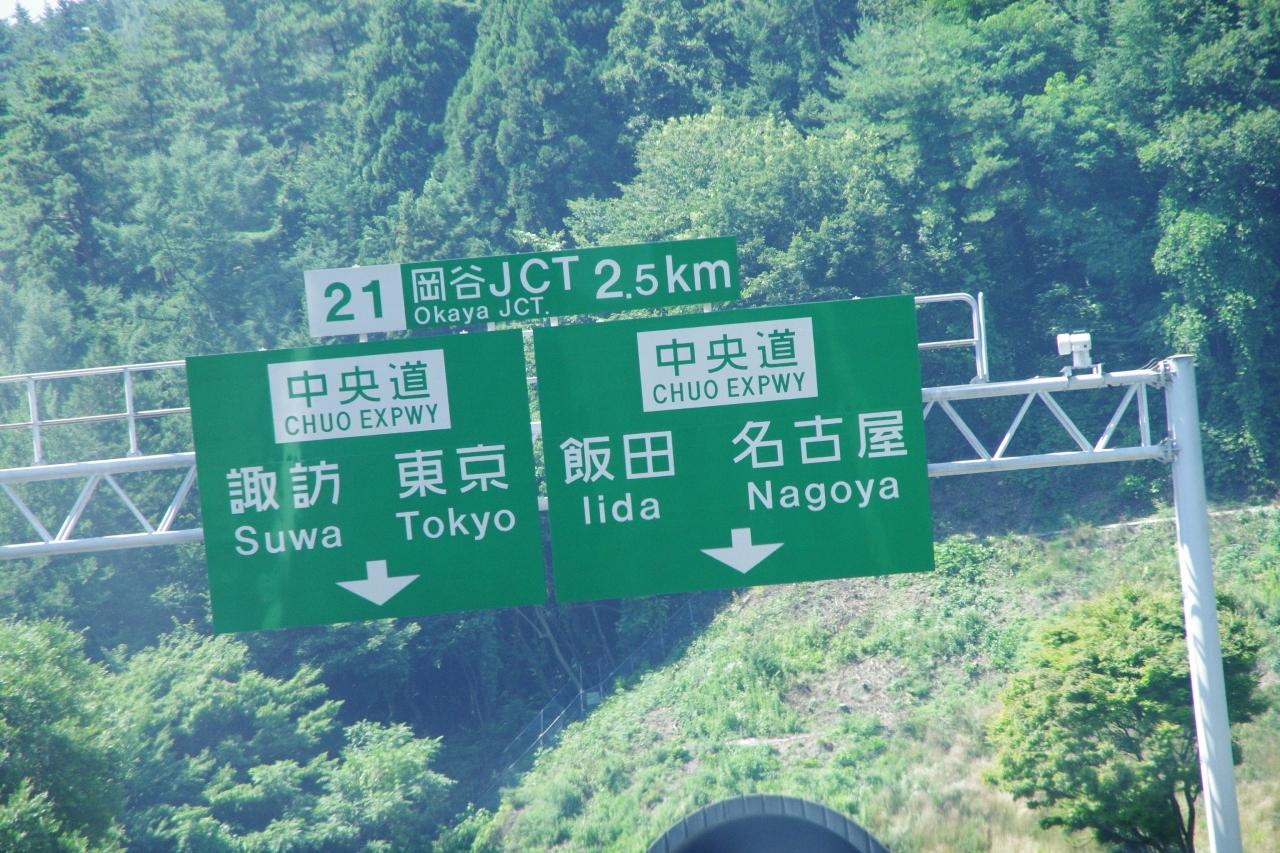 21 岡谷JCT 2.5km
Okaya JCT.
中央道
CHUO EXPWY
諏訪 東京
Suwa Tokyo
中央道
CHUO EXPWY
飯田 名古屋
Iida Nagoya